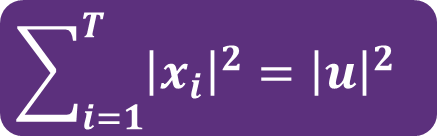 ∑_{i=1}^{T} |x_i|² = |u|²